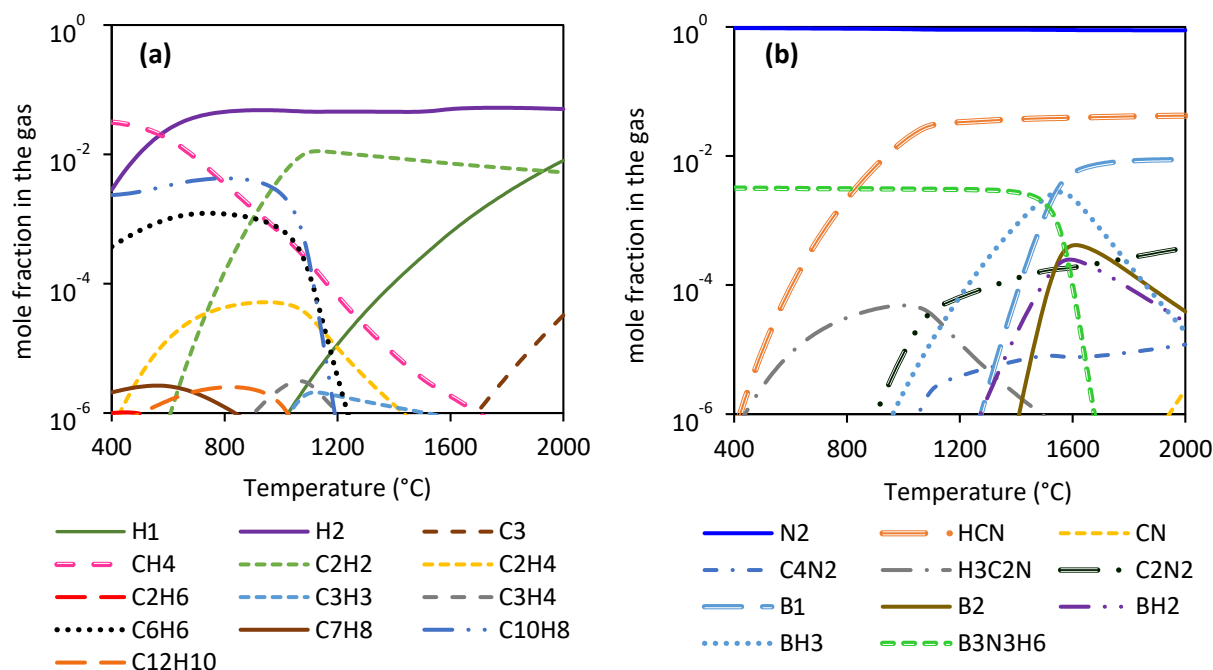 (a)
mole fraction in the gas
10^0
10^-2
10^-4
10^-6
400 800 1200 1600 2000
Temperature (°C)
H1 H2 C3
CH4 C2H2 C2H4
C2H6 C3H3 C3H4
C6H6 C7H8 C10H8
C12H10
(b)
mole fraction in the gas
10^0
10^-2
10^-4
10^-6
400 800 1200 1600 2000
Temperature (°C)
N2 HCN CN
C4N2 H3C2N C2N2
B1 B2 BH2
BH3 B3N3H6